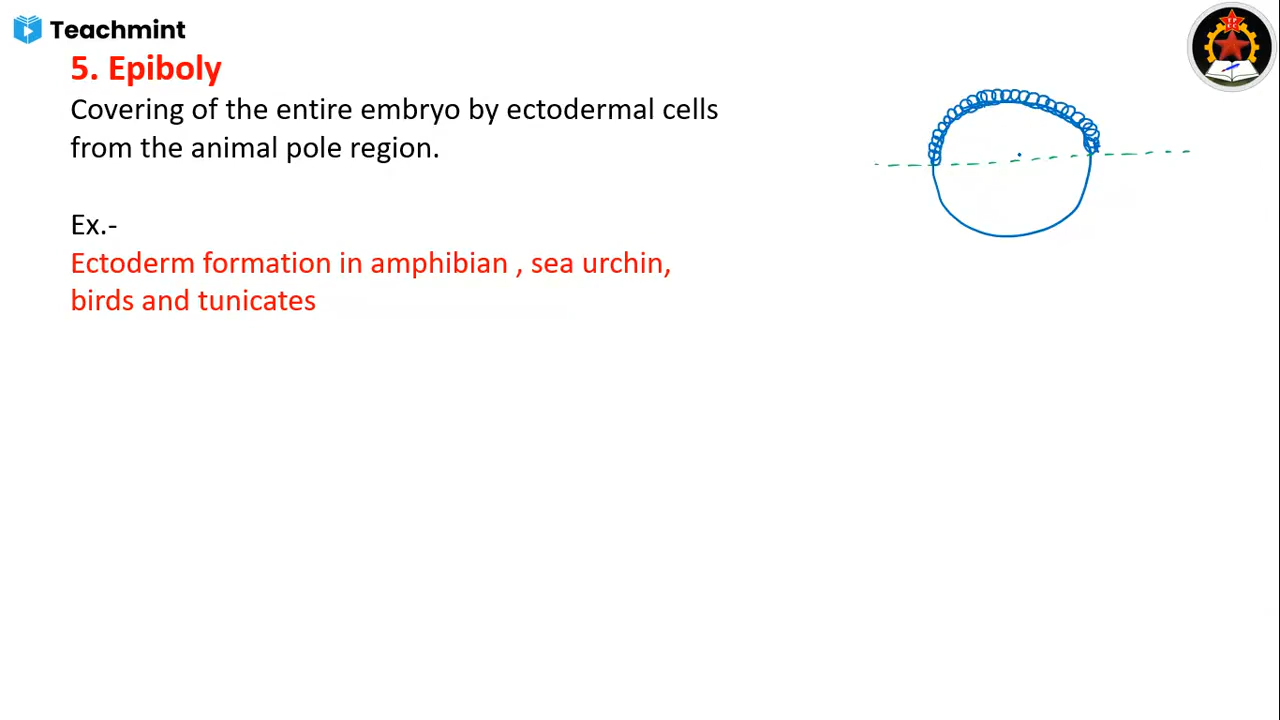 Teachmint
5. Epiboly
Covering of the entire embryo by ectodermal cells
from the animal pole region.
Ex.-
Ectoderm formation in amphibian , sea urchin,
birds and tunicates